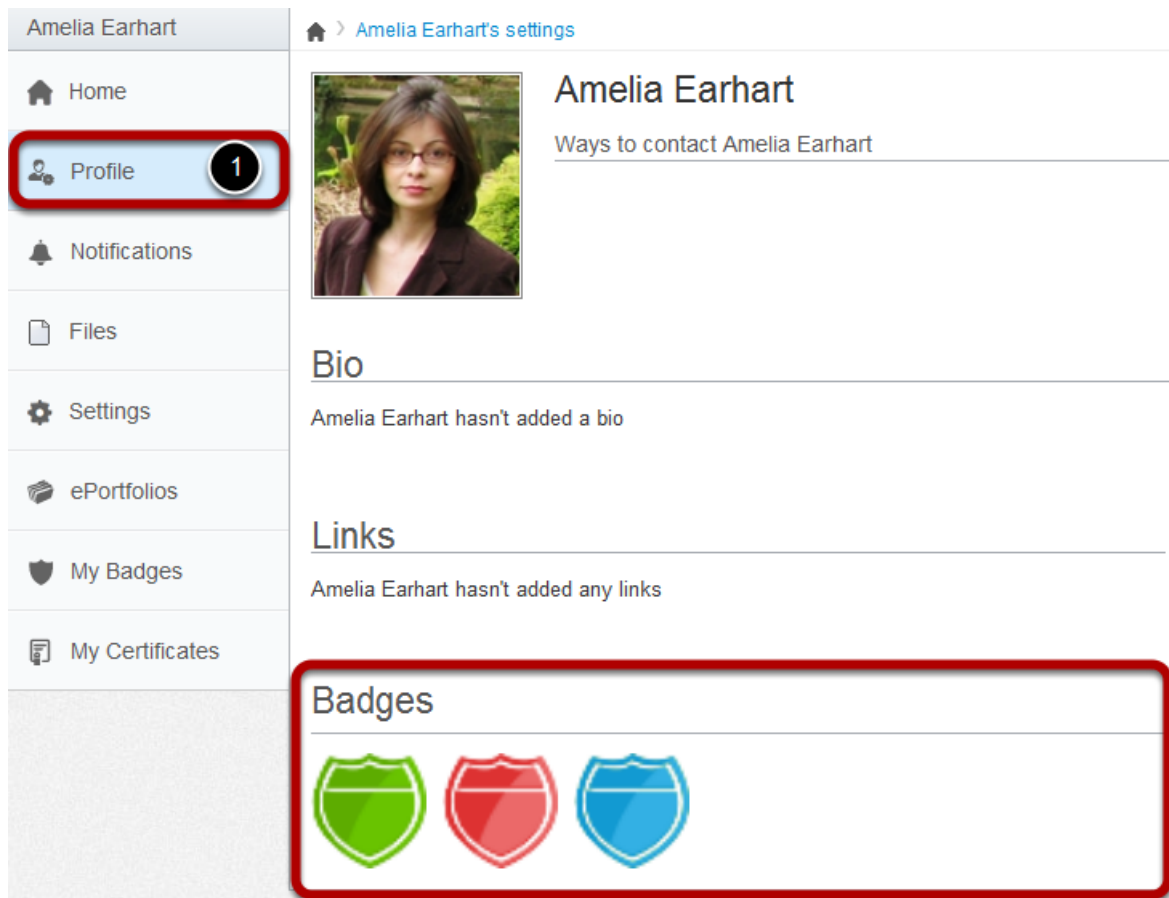 Amelia Earhart
Amelia Earhart's settings
Home
Profile
1
Notifications
Files
Settings
ePortfolios
My Badges
My Certificates
Amelia Earhart
Ways to contact Amelia Earhart
Bio
Amelia Earhart hasn't added a bio
Links
Amelia Earhart hasn't added any links
Badges